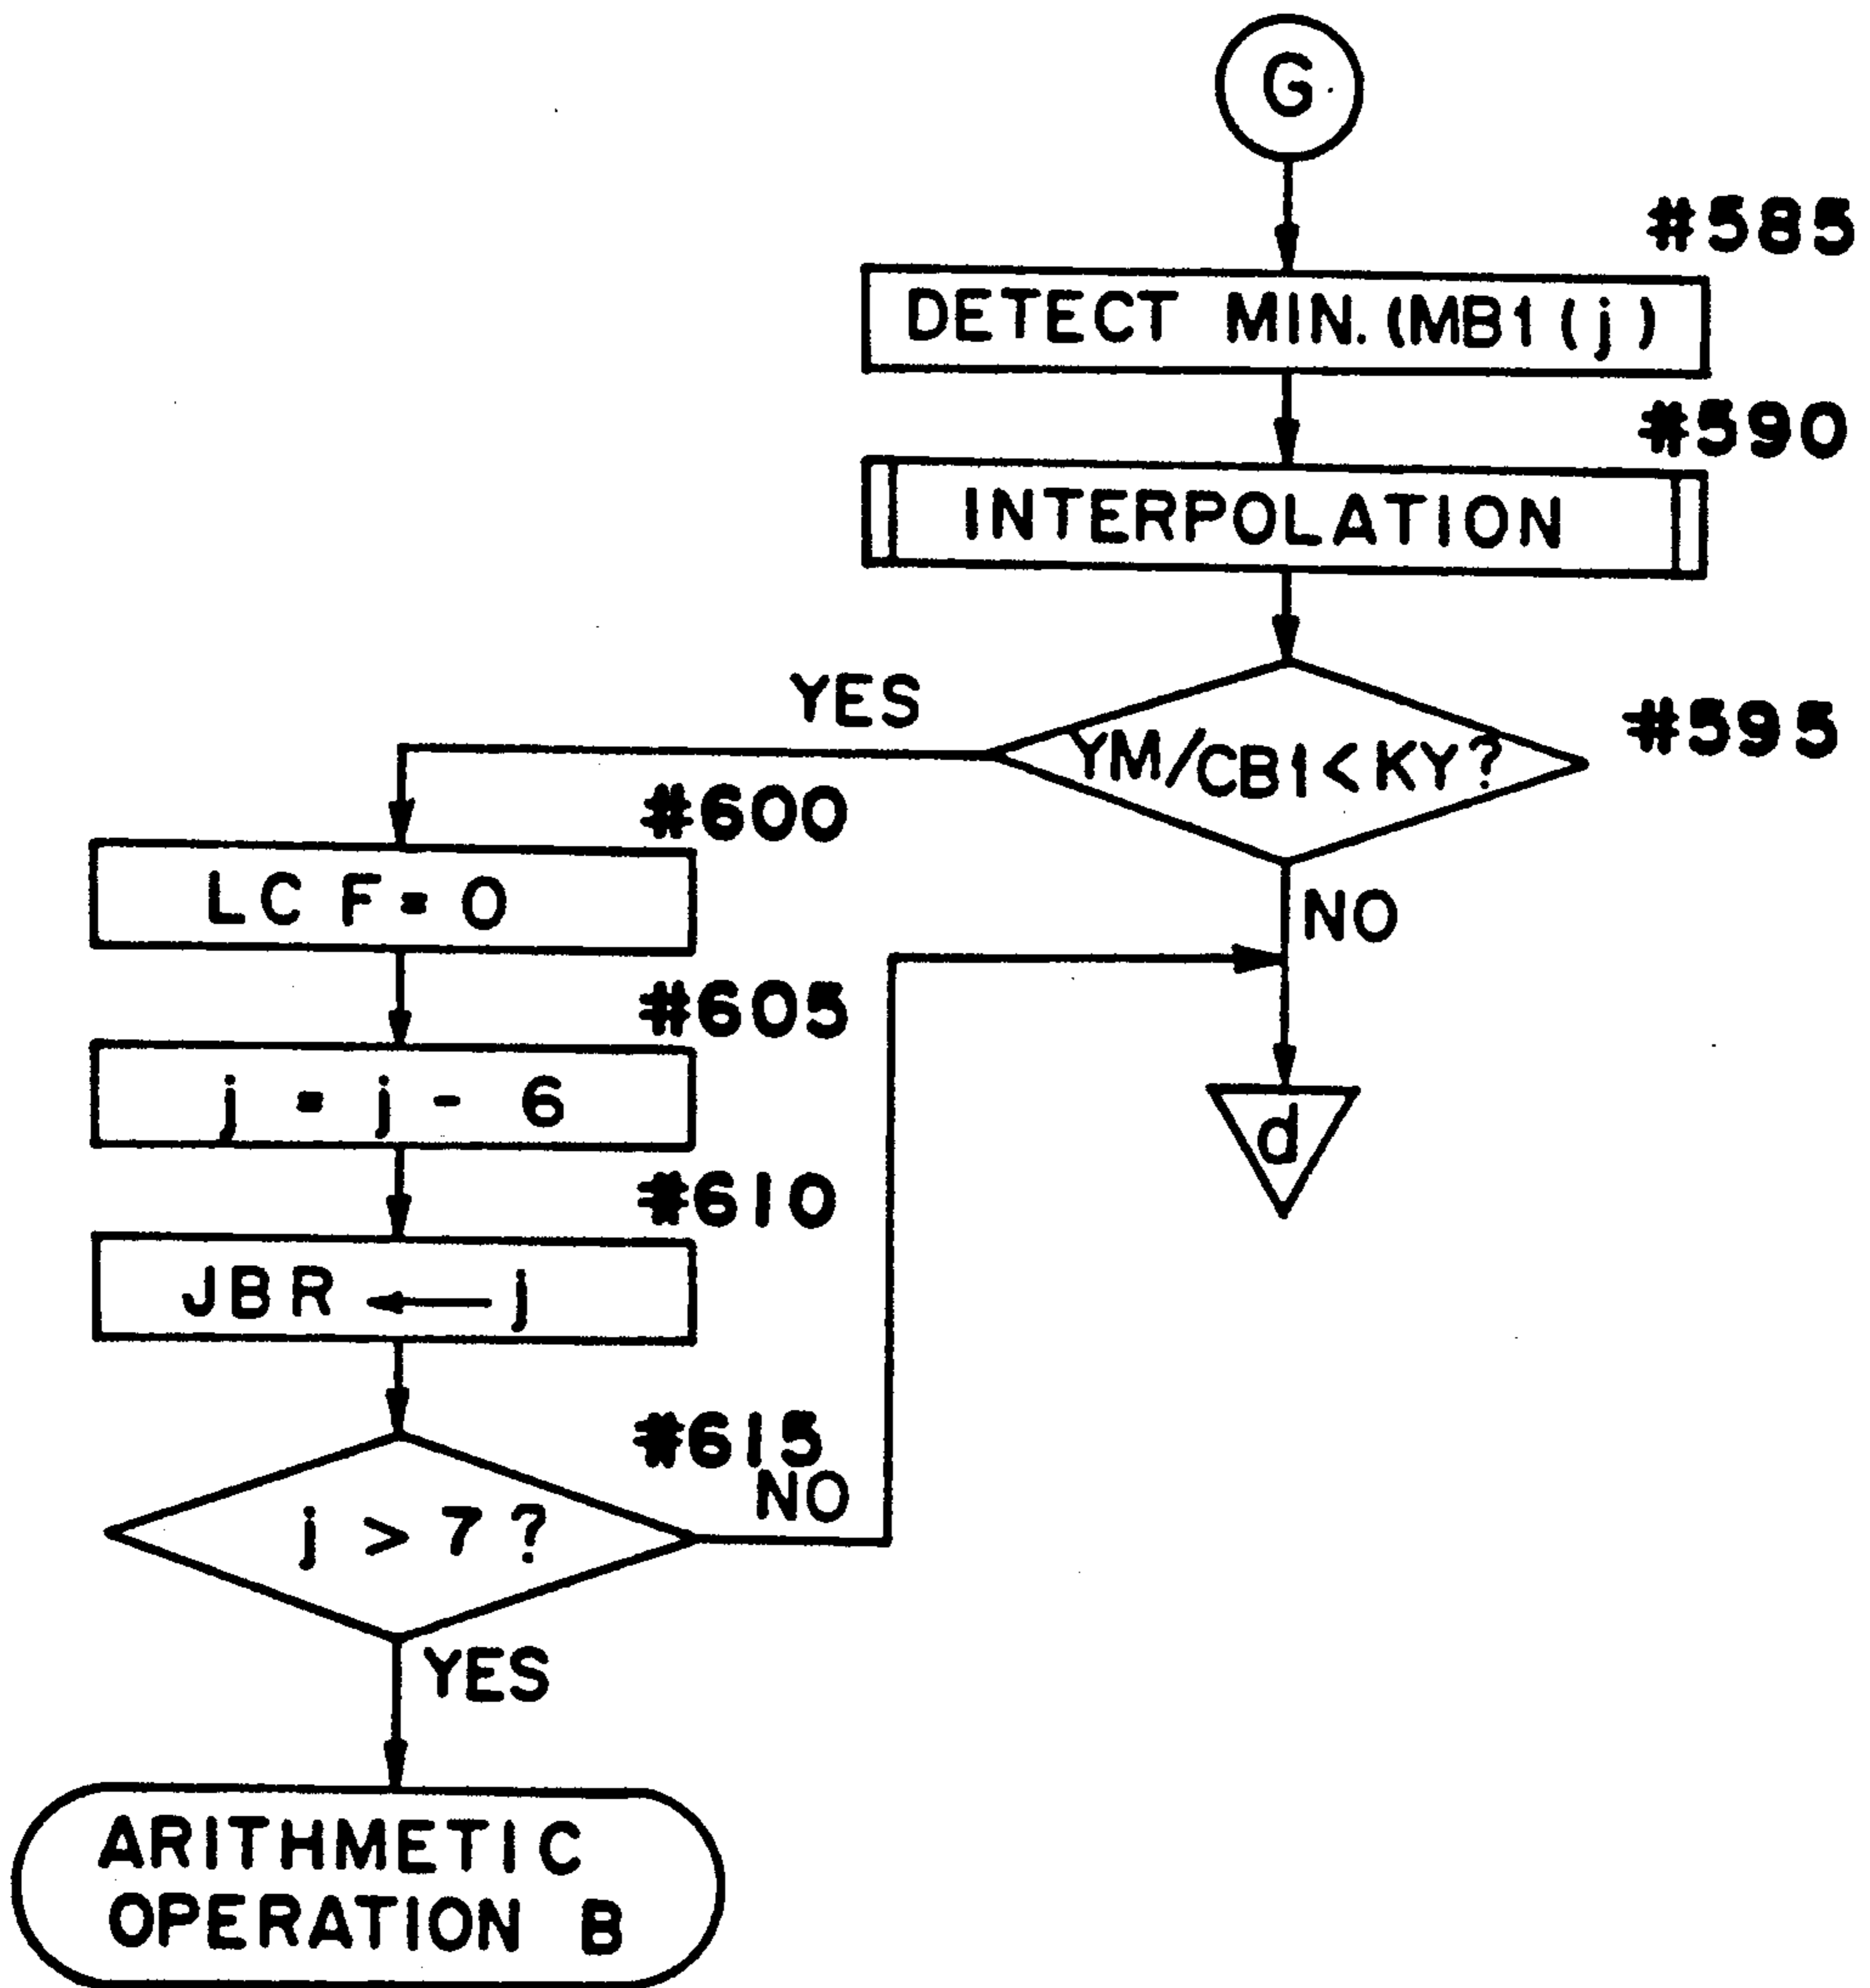 G
#585
DETECT MIN.(MB1(j)
#590
INTERPOLATION
#595
YM/CB1<KY?
YES
NO
#600
LCF=0
#605
j = j - 6
#610
JBR ← j
#615
j > 7?
NO
YES
d
ARITHMETIC
OPERATION B